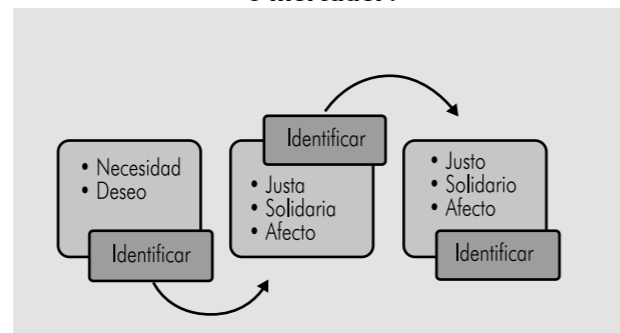 • Necesidad
• Deseo
Identificar
Identificar
• Justa
• Solidaria
• Afecto
• Justo
• Solidario
• Afecto
Identificar